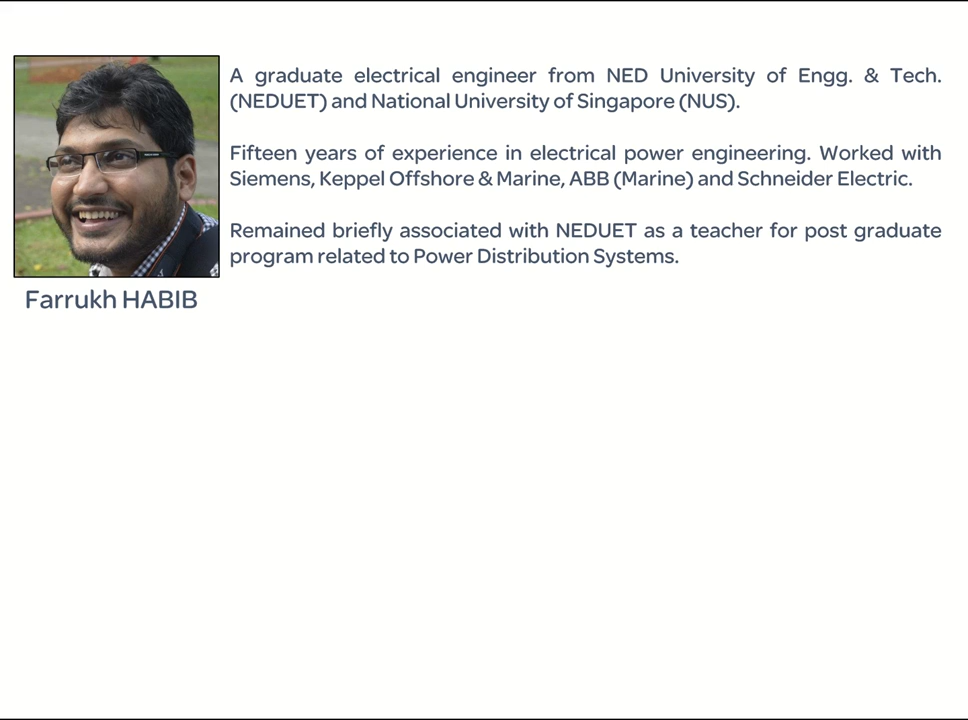 A graduate electrical engineer from NED University of Engg. & Tech.
(NEDUET) and National University of Singapore (NUS).
Fifteen years of experience in electrical power engineering. Worked with
Siemens, Keppel Offshore & Marine, ABB (Marine) and Schneider Electric.
Remained briefly associated with NEDUET as a teacher for post graduate
program related to Power Distribution Systems.
Farrukh HABIB